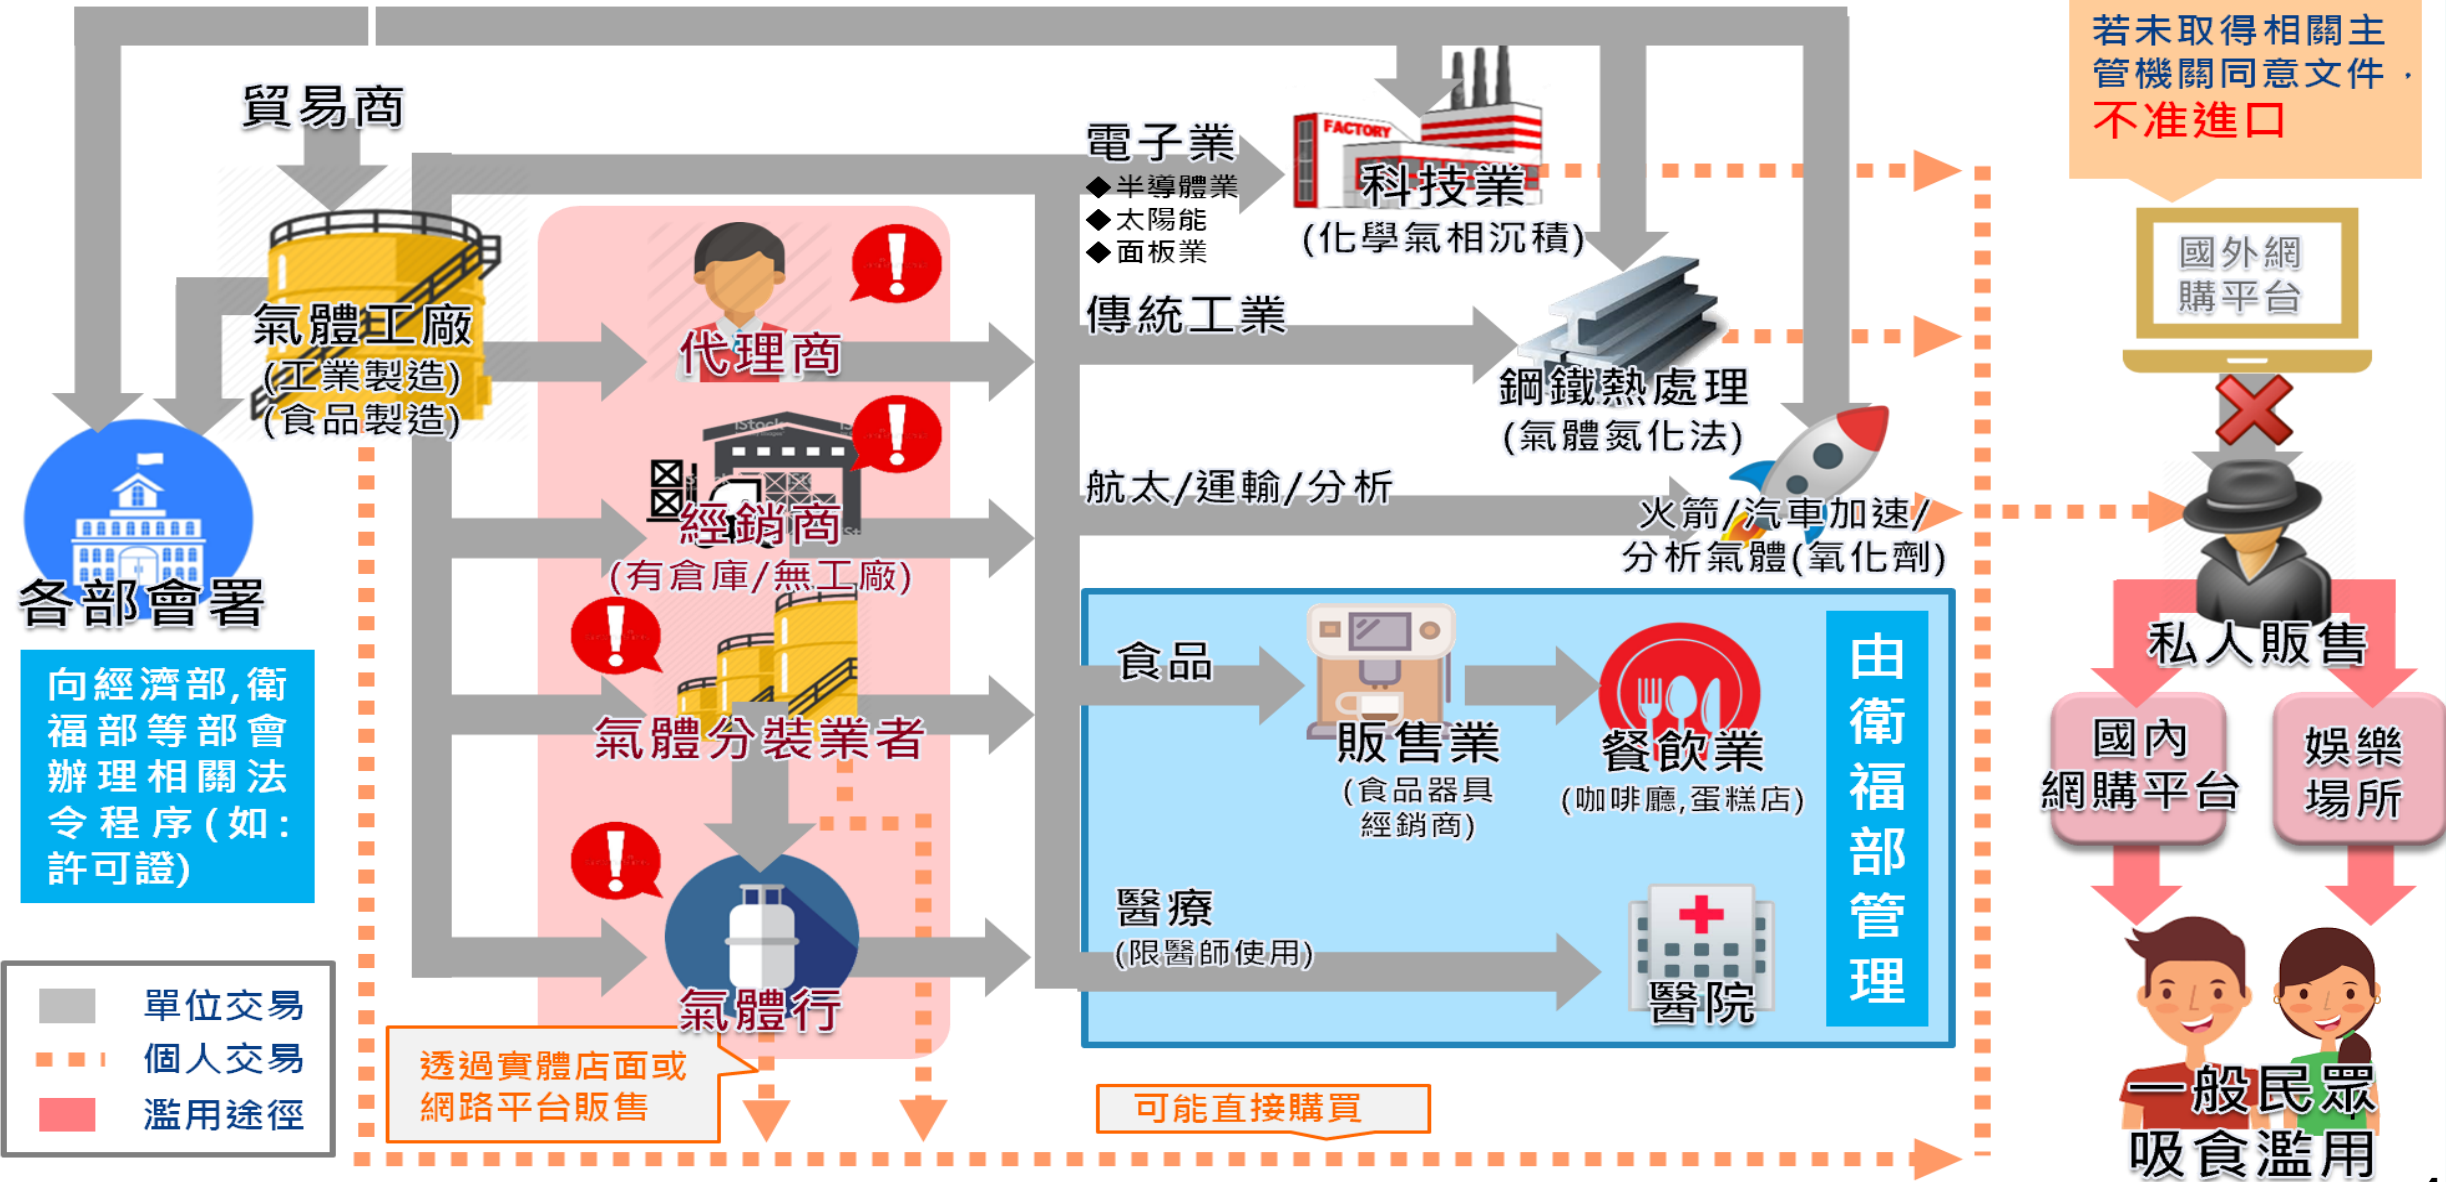 貿易商
氣體工廠
(工業製造)
(食品製造)
各部會署
向經濟部,衛
福部等部會
辦理相關法
令程序(如:
許可證)
單位交易
個人交易
濫用途徑
代理商
經銷商
(有倉庫/無工廠)
氣體分裝業者
氣體行
透過實體店面或
網路平台販售
電子業
◆半導體業
◆太陽能
◆面板業
FACTORY
科技業
(化學氣相沉積)
傳統工業
鋼鐵熱處理
(氣體氮化法)
航太/運輸/分析
火箭/汽車加速/
分析氣體(氧化劑)
食品
販售業
(食品器具
經銷商)
餐飲業
(咖啡廳,蛋糕店)
醫療
(限醫師使用)
醫院
由衛福部管理
可能直接購買
若未取得相關主
管機關同意文件，
不准進口
國外網
購平台
私人販售
國內
網購平台
娛樂
場所
一般民眾
吸食濫用